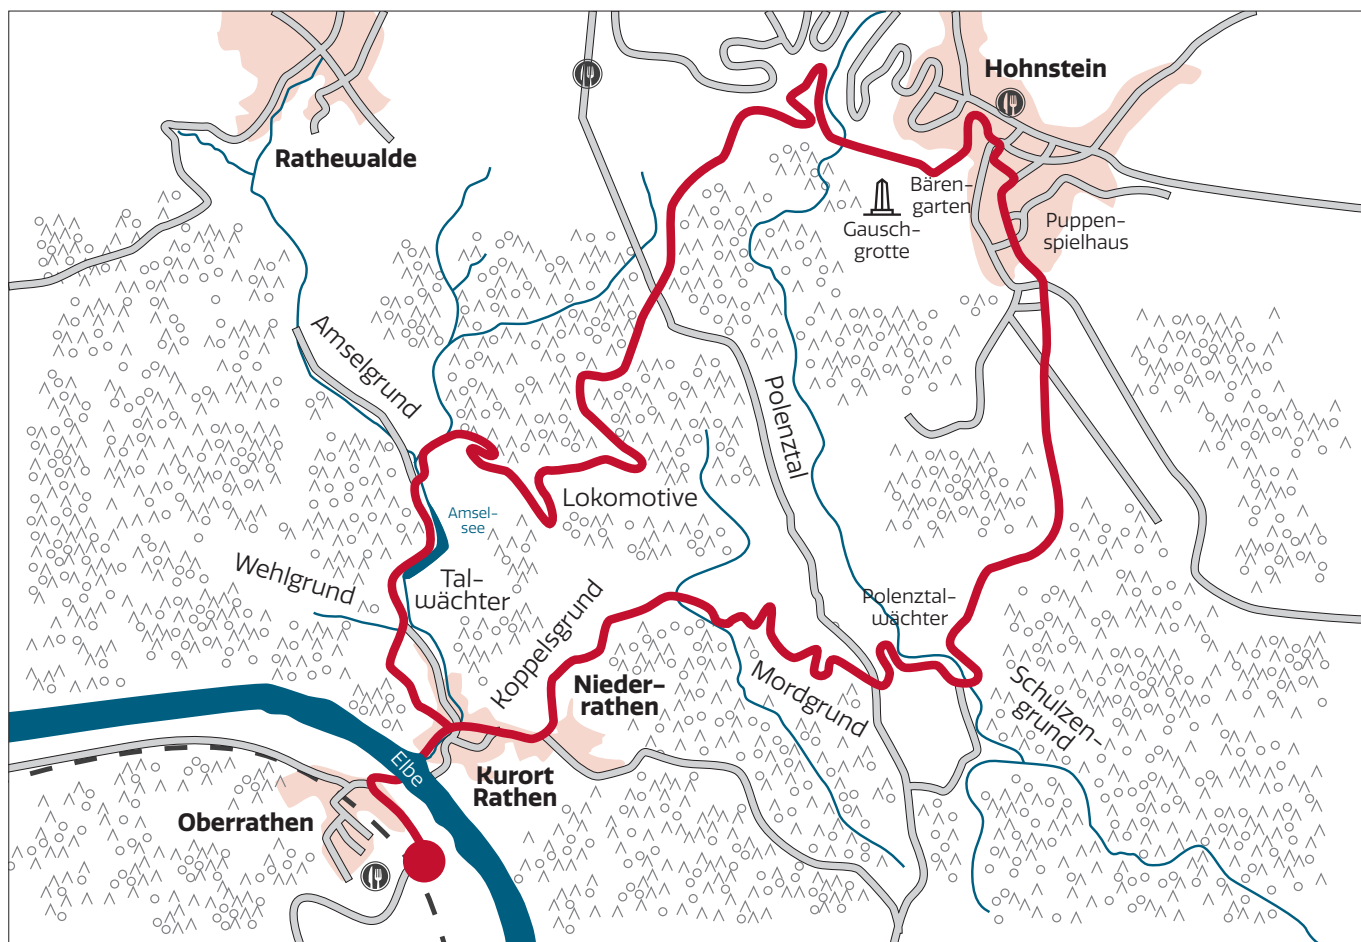 Hohnstein
Rathewalde
Bären-
garten
Gausch-
grotte
Puppen-
spielhaus
Amselgrund
Polenztal
Lokomotive
Amsel-
see
Wehlgrund
Tal-
wächter
Koppelsgrund
Polenztal-
wächter
Nieder-
rathen
Mordgrund
Schulzen-
grund
Elbe
Kurort
Rathen
Oberrathen